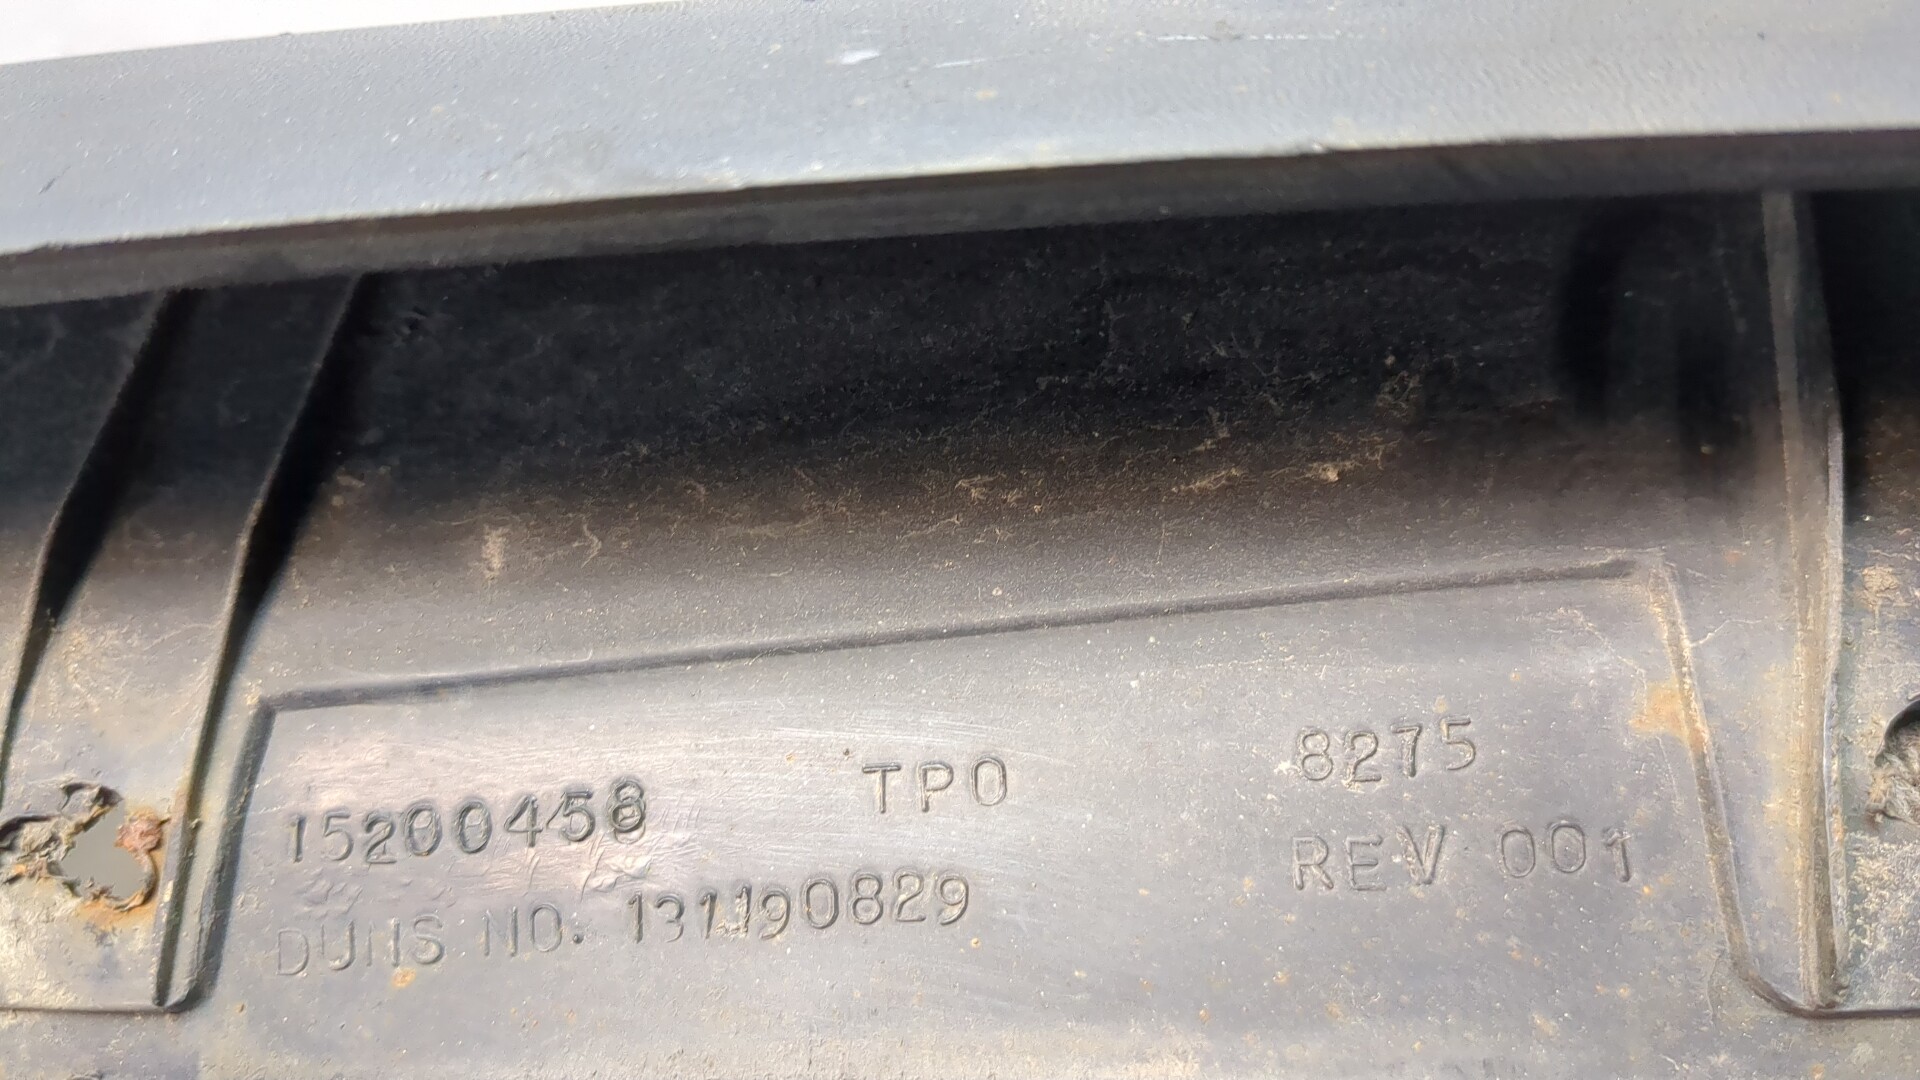 15200458 TPO 8275
DUNS NO. 131190829 REV 001